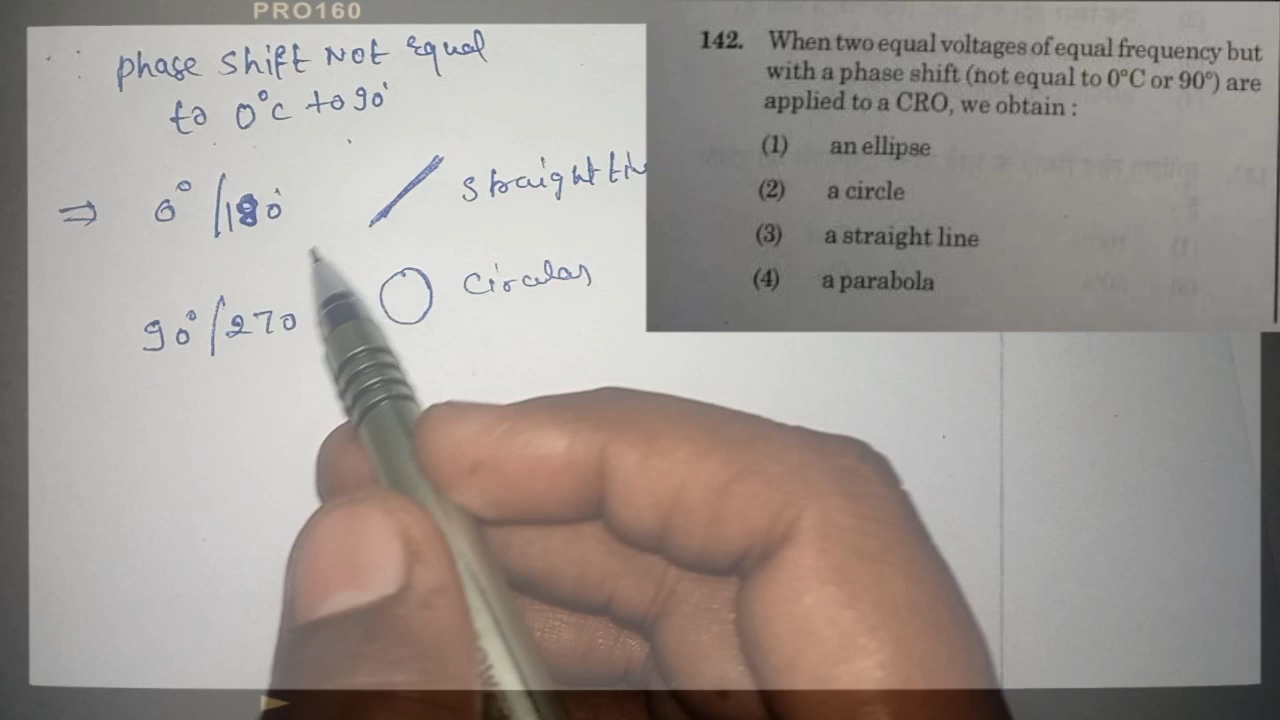 PRO160
phase shift NOT Equal
to 0°c to 90°
⇒ 0° /180° straight
90°/270 circular
142. When two equal voltages of equal frequency but
with a phase shift (not equal to 0°C or 90°) are
applied to a CRO, we obtain :
(1) an ellipse
(2) a circle
(3) a straight line
(4) a parabola